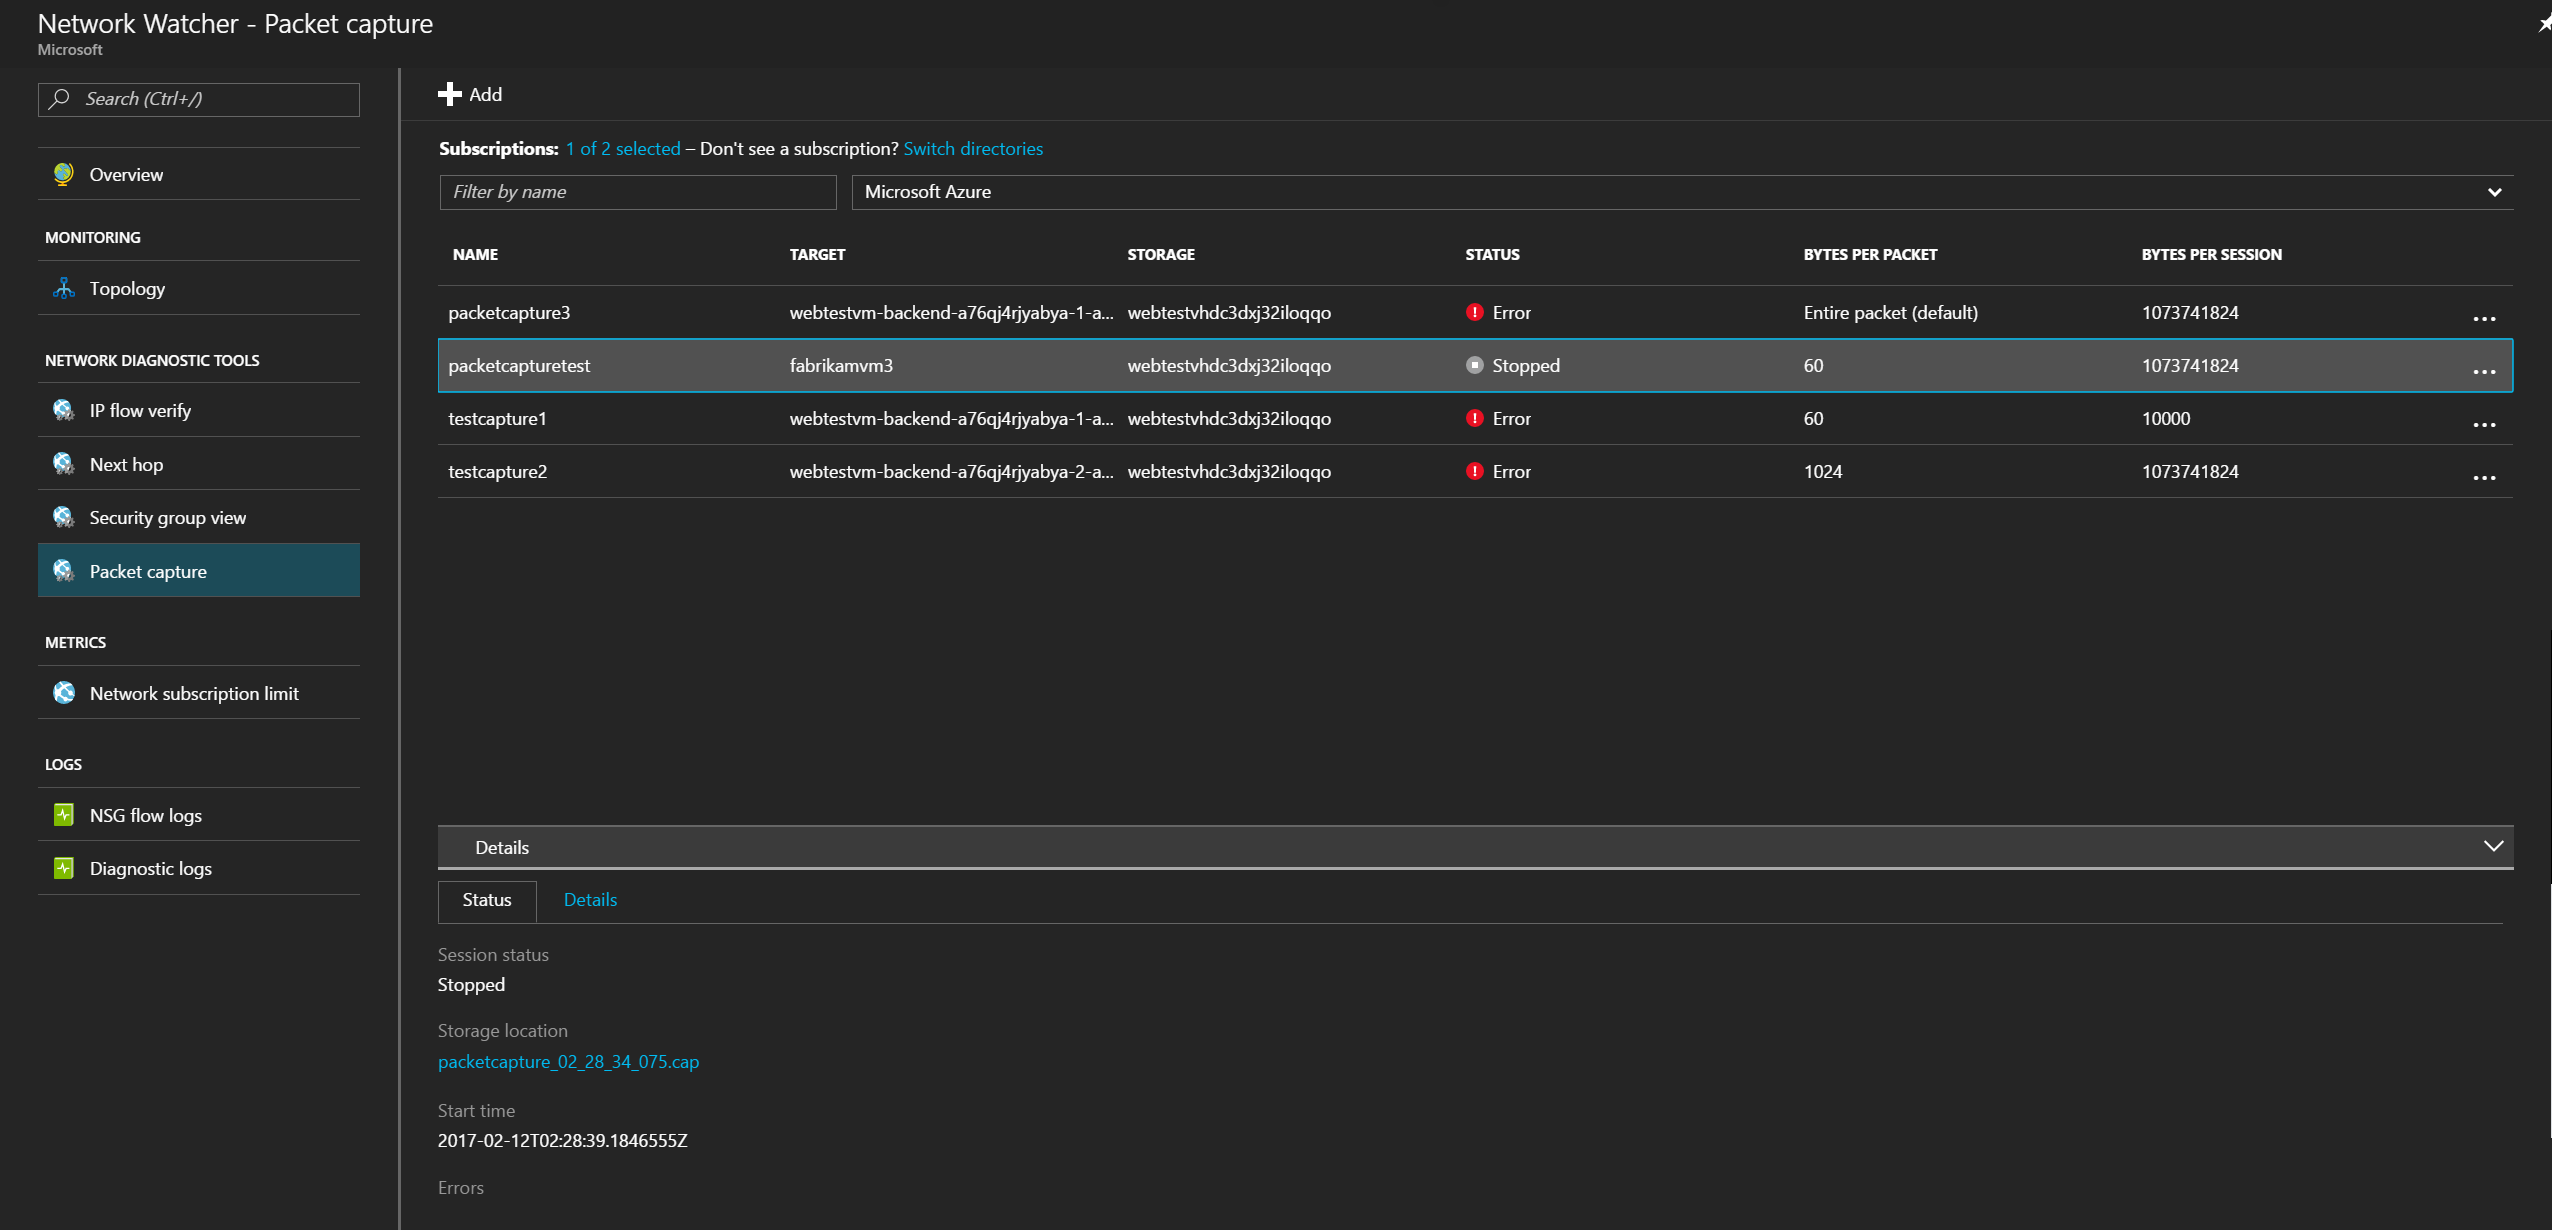 Network Watcher - Packet capture
Microsoft
Search (Ctrl+/)
Overview
MONITORING
Topology
NETWORK DIAGNOSTIC TOOLS
IP flow verify
Next hop
Security group view
Packet capture
METRICS
Network subscription limit
LOGS
NSG flow logs
Diagnostic logs
Add
Subscriptions: 1 of 2 selected – Don't see a subscription? Switch directories
Filter by name Microsoft Azure
NAME TARGET STORAGE STATUS BYTES PER PACKET BYTES PER SESSION
packetcapture3 webtestvm-backend-a76qj4rjyabya-1-a... webtestvhdc3dxj32iloqqo Error Entire packet (default) 1073741824 ...
packetcapturetest fabrikamvm3 webtestvhdc3dxj32iloqqo Stopped 60 1073741824 ...
testcapture1 webtestvm-backend-a76qj4rjyabya-1-a... webtestvhdc3dxj32iloqqo Error 60 10000 ...
testcapture2 webtestvm-backend-a76qj4rjyabya-2-a... webtestvhdc3dxj32iloqqo Error 1024 1073741824 ...
Details
Status Details
Session status
Stopped
Storage location
packetcapture_02_28_34_075.cap
Start time
2017-02-12T02:28:39.1846555Z
Errors